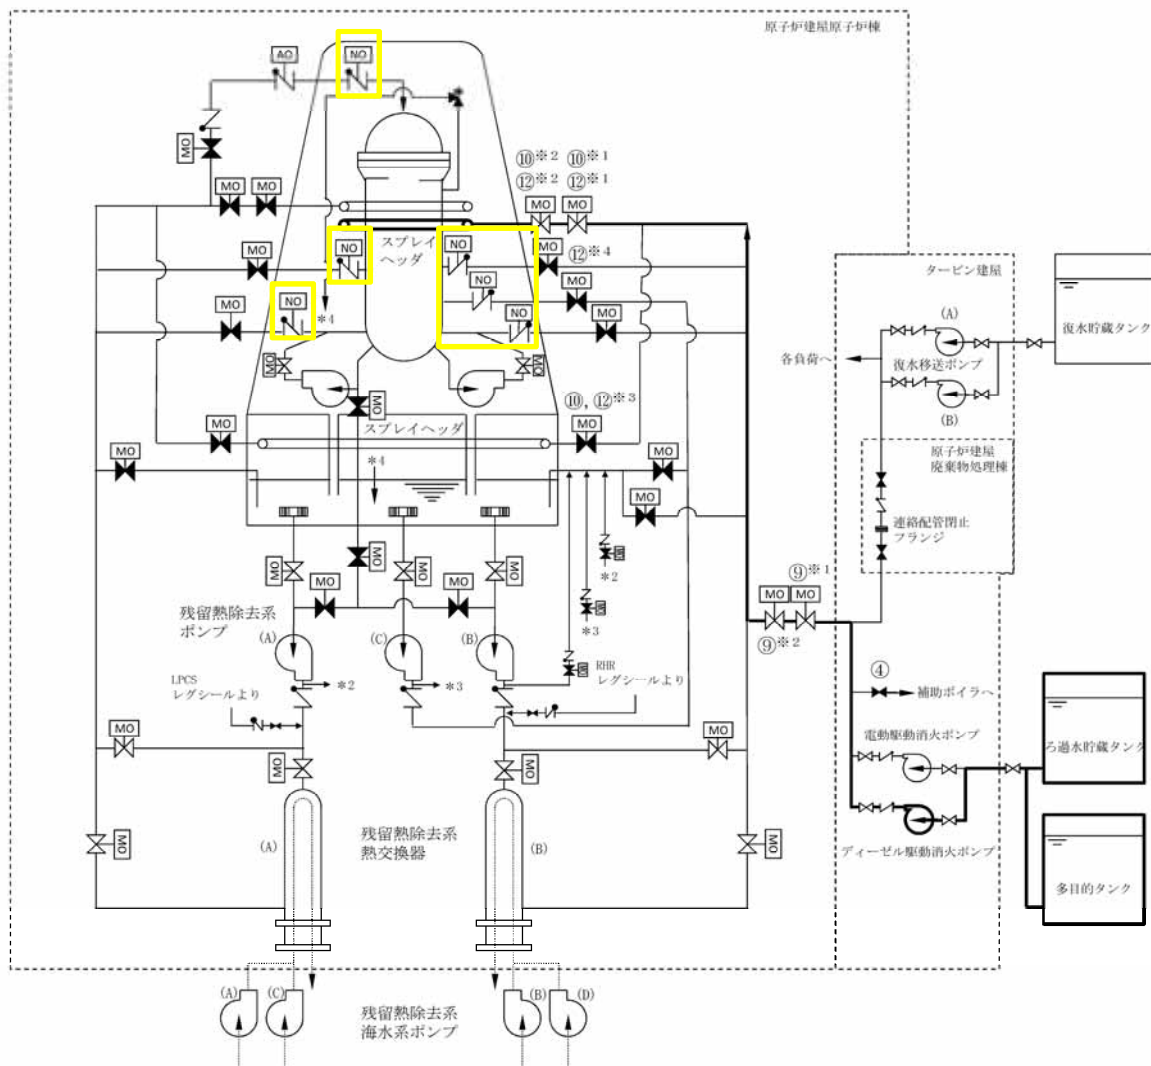 原子炉建屋原子炉棟
AO
NO
MO
⑩※2 ⑩※1
⑫※2 ⑫※1
MO MO
MO MO
スプレイ
ヘッダ
NO
NO
MO
⑫※4
MO
NO
MO
NO
MO
NO
MO
*4
MO
MO
MO
⑩, ⑫※3
スプレイヘッダ
MO
MO
MO
*4
MO
MO
MO
タービン建屋
(A)
復水貯蔵タンク
各負荷へ
復水移送ポンプ
(B)
原子炉建屋
廃棄物処理棟
連絡配管閉止
フランジ
MO
MO
MO
MO
*2
MO
MO
*3
⑨※1
MO MO
⑨※2
残留熱除去系
ポンプ
(A)
(C)
(B)
LPCS
レグシールより
*2
*3
RHR
レグシールより
④
補助ボイラへ
MO
MO
MO
MO
電動駆動消火ポンプ
ろ過水貯蔵タンク
MO
MO
残留熱除去系
熱交換器
(A)
(B)
ディーゼル駆動消火ポンプ
多目的タンク
(A)
(C)
(B)
(D)
残留熱除去系
海水系ポンプ